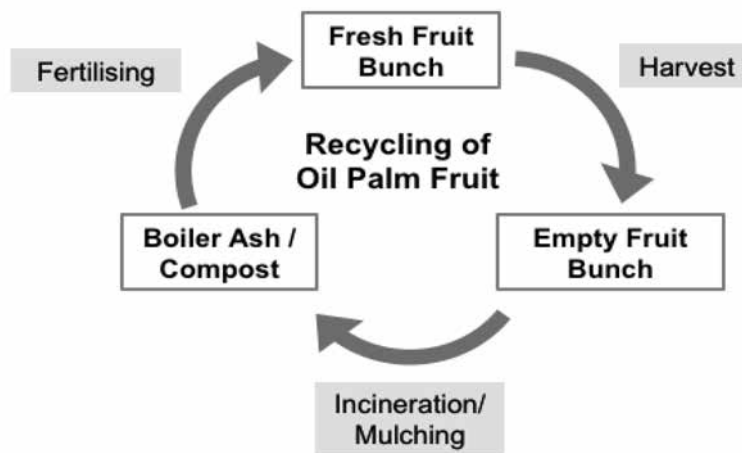 Fresh Fruit
Bunch
Fertilising
Harvest
Recycling of
Oil Palm Fruit
Boiler Ash /
Compost
Empty Fruit
Bunch
Incineration/
Mulching